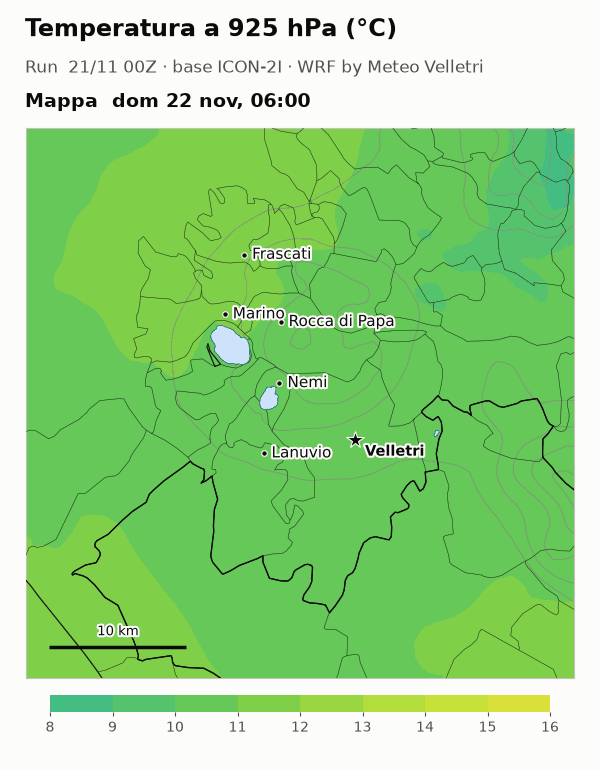 Temperatura a 925 hPa (°C)
Run  21/11 00Z · base ICON-2I · WRF by Meteo Velletri
Mappa  dom 22 nov, 06:00
Frascati
Marino
Rocca di Papa
Nemi
Velletri
Lanuvio
10 km
8 9 10 11 12 13 14 15 16